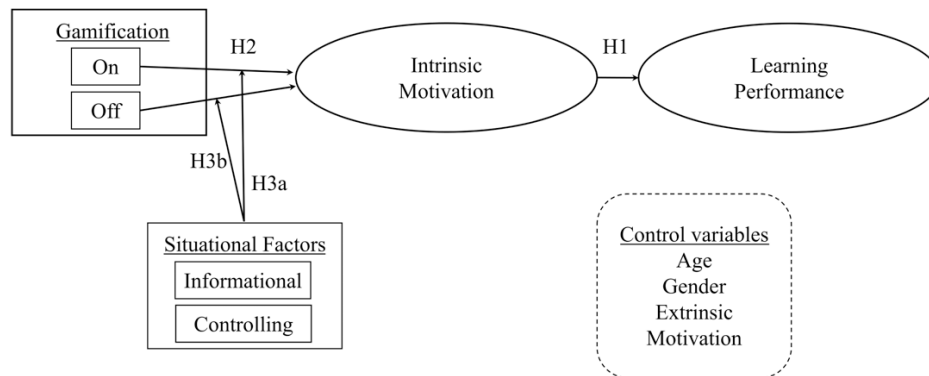 Gamification
On
Off
H2
Intrinsic
Motivation
H1
Learning
Performance
H3b
H3a
Situational Factors
Informational
Controlling
Control variables
Age
Gender
Extrinsic
Motivation